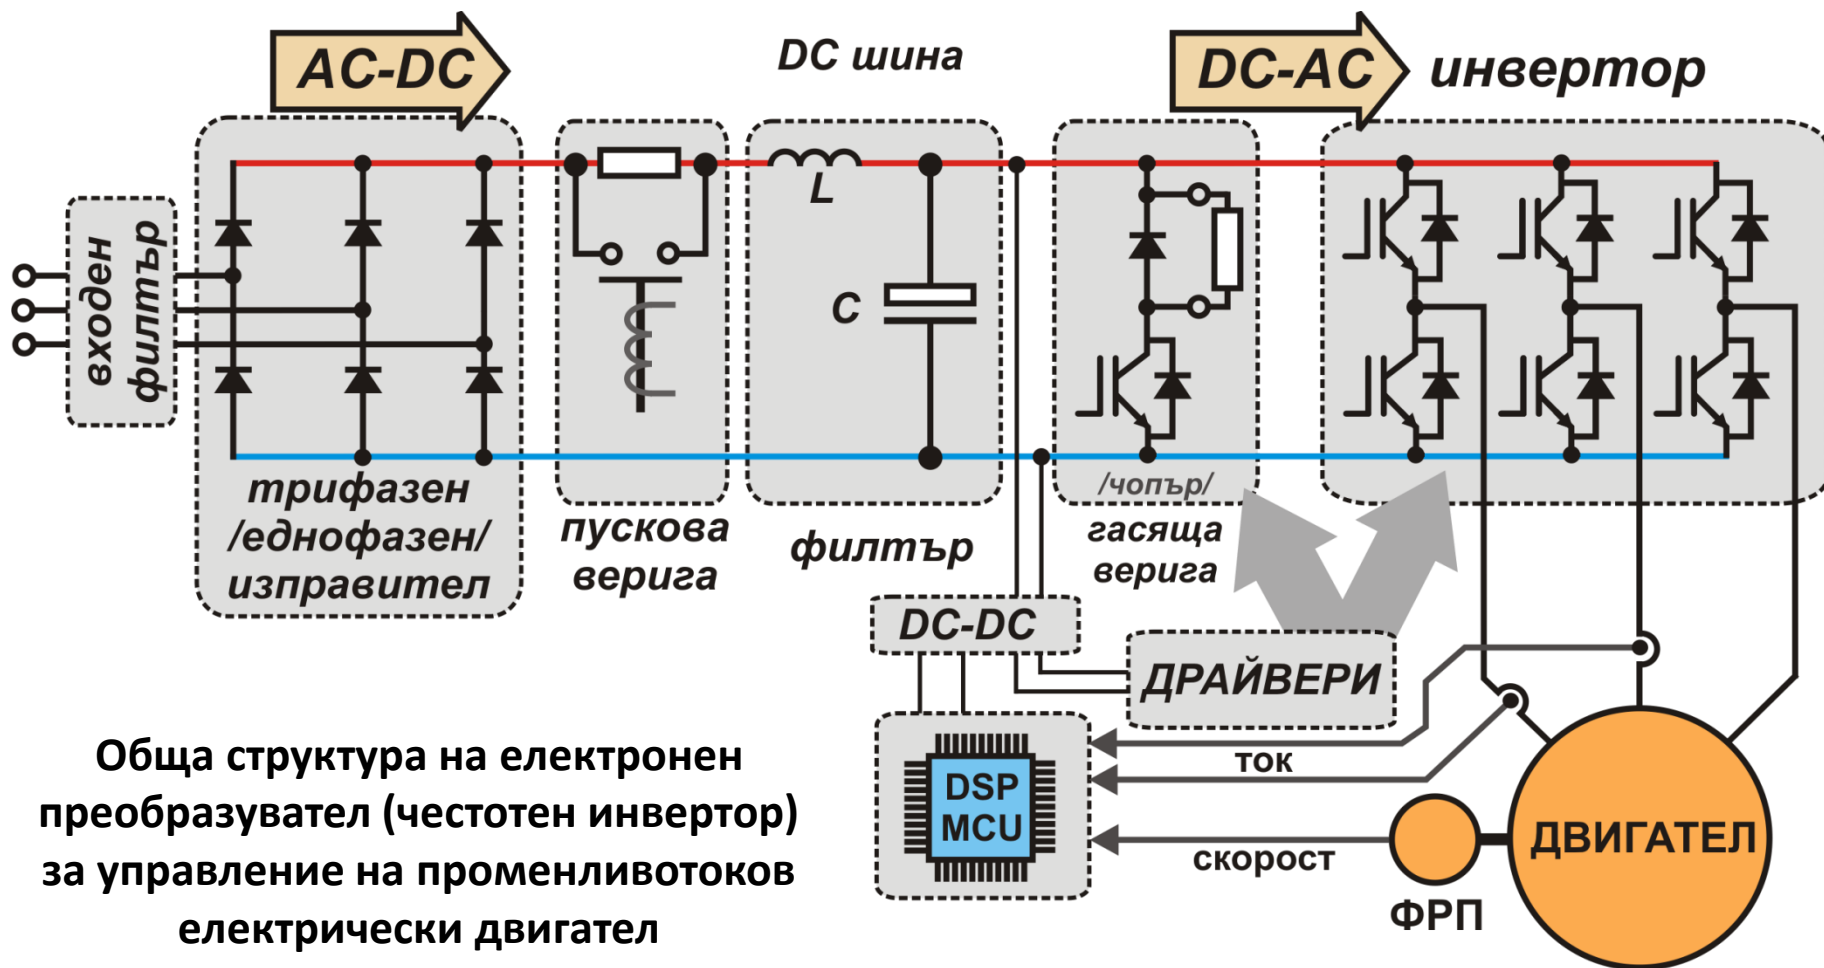 AC-DC
DC шина
DC-AC
инвертор
входен
филтър
L
C
трифазен
/еднофазен/
изправител
пускова
верига
филтър
/чопър/
гасяща
верига
DC-DC
ДРАЙВЕРИ
DSP
MCU
ток
скорост
ФРП
ДВИГАТЕЛ
Обща структура на електронен
преобразувател (честотен инвертор)
за управление на променливотоков
електрически двигател